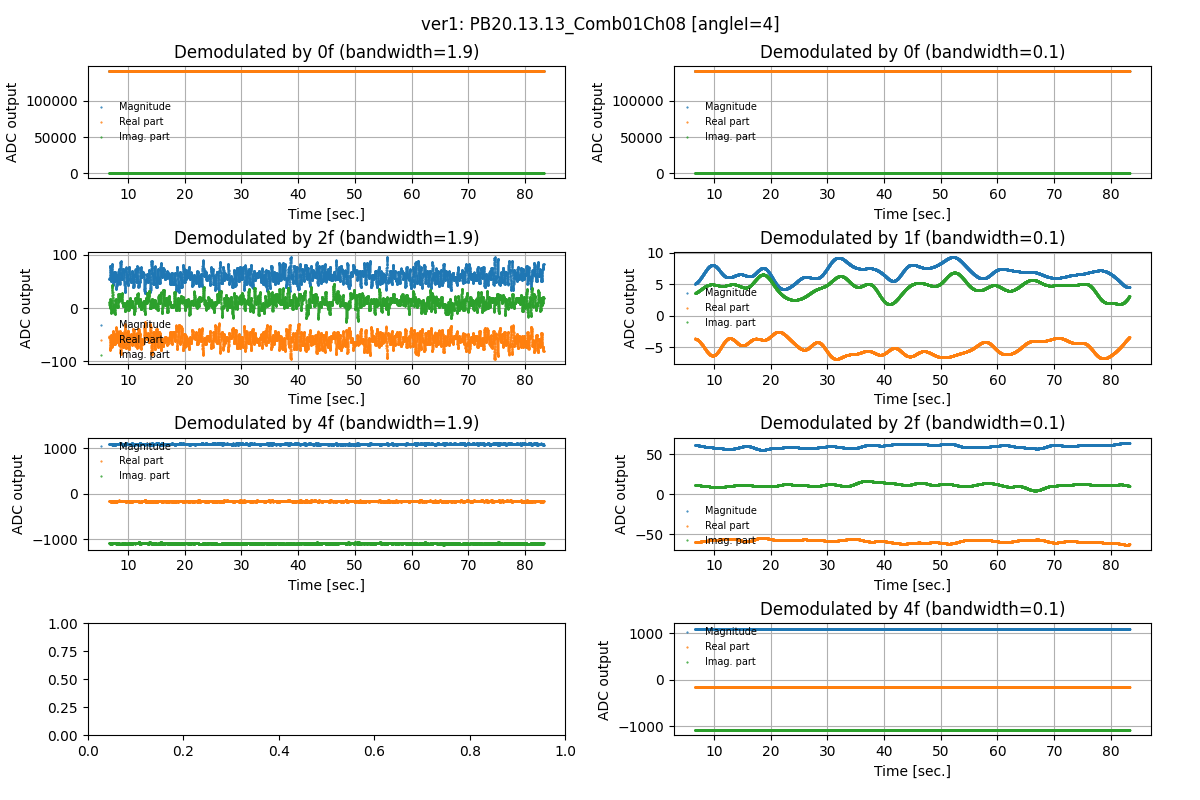 ver1: PB20.13.13_Comb01Ch08 [angleI=4]
Demodulated by 0f (bandwidth=1.9)
ADC output
100000
50000
0
Magnitude
Real part
Imag. part
10 20 30 40 50 60 70 80
Time [sec.]
Demodulated by 0f (bandwidth=0.1)
ADC output
100000
50000
0
Magnitude
Real part
Imag. part
10 20 30 40 50 60 70 80
Time [sec.]
Demodulated by 2f (bandwidth=1.9)
ADC output
100
0
−100
Magnitude
Real part
Imag. part
10 20 30 40 50 60 70 80
Time [sec.]
Demodulated by 1f (bandwidth=0.1)
ADC output
10
5
0
−5
Magnitude
Real part
Imag. part
10 20 30 40 50 60 70 80
Time [sec.]
Demodulated by 4f (bandwidth=1.9)
ADC output
1000
0
−1000
Magnitude
Real part
Imag. part
10 20 30 40 50 60 70 80
Time [sec.]
Demodulated by 2f (bandwidth=0.1)
ADC output
50
0
−50
Magnitude
Real part
Imag. part
10 20 30 40 50 60 70 80
Time [sec.]
1.00
0.75
0.50
0.25
0.00
0.0 0.2 0.4 0.6 0.8 1.0
Demodulated by 4f (bandwidth=0.1)
ADC output
1000
0
−1000
Magnitude
Real part
Imag. part
10 20 30 40 50 60 70 80
Time [sec.]